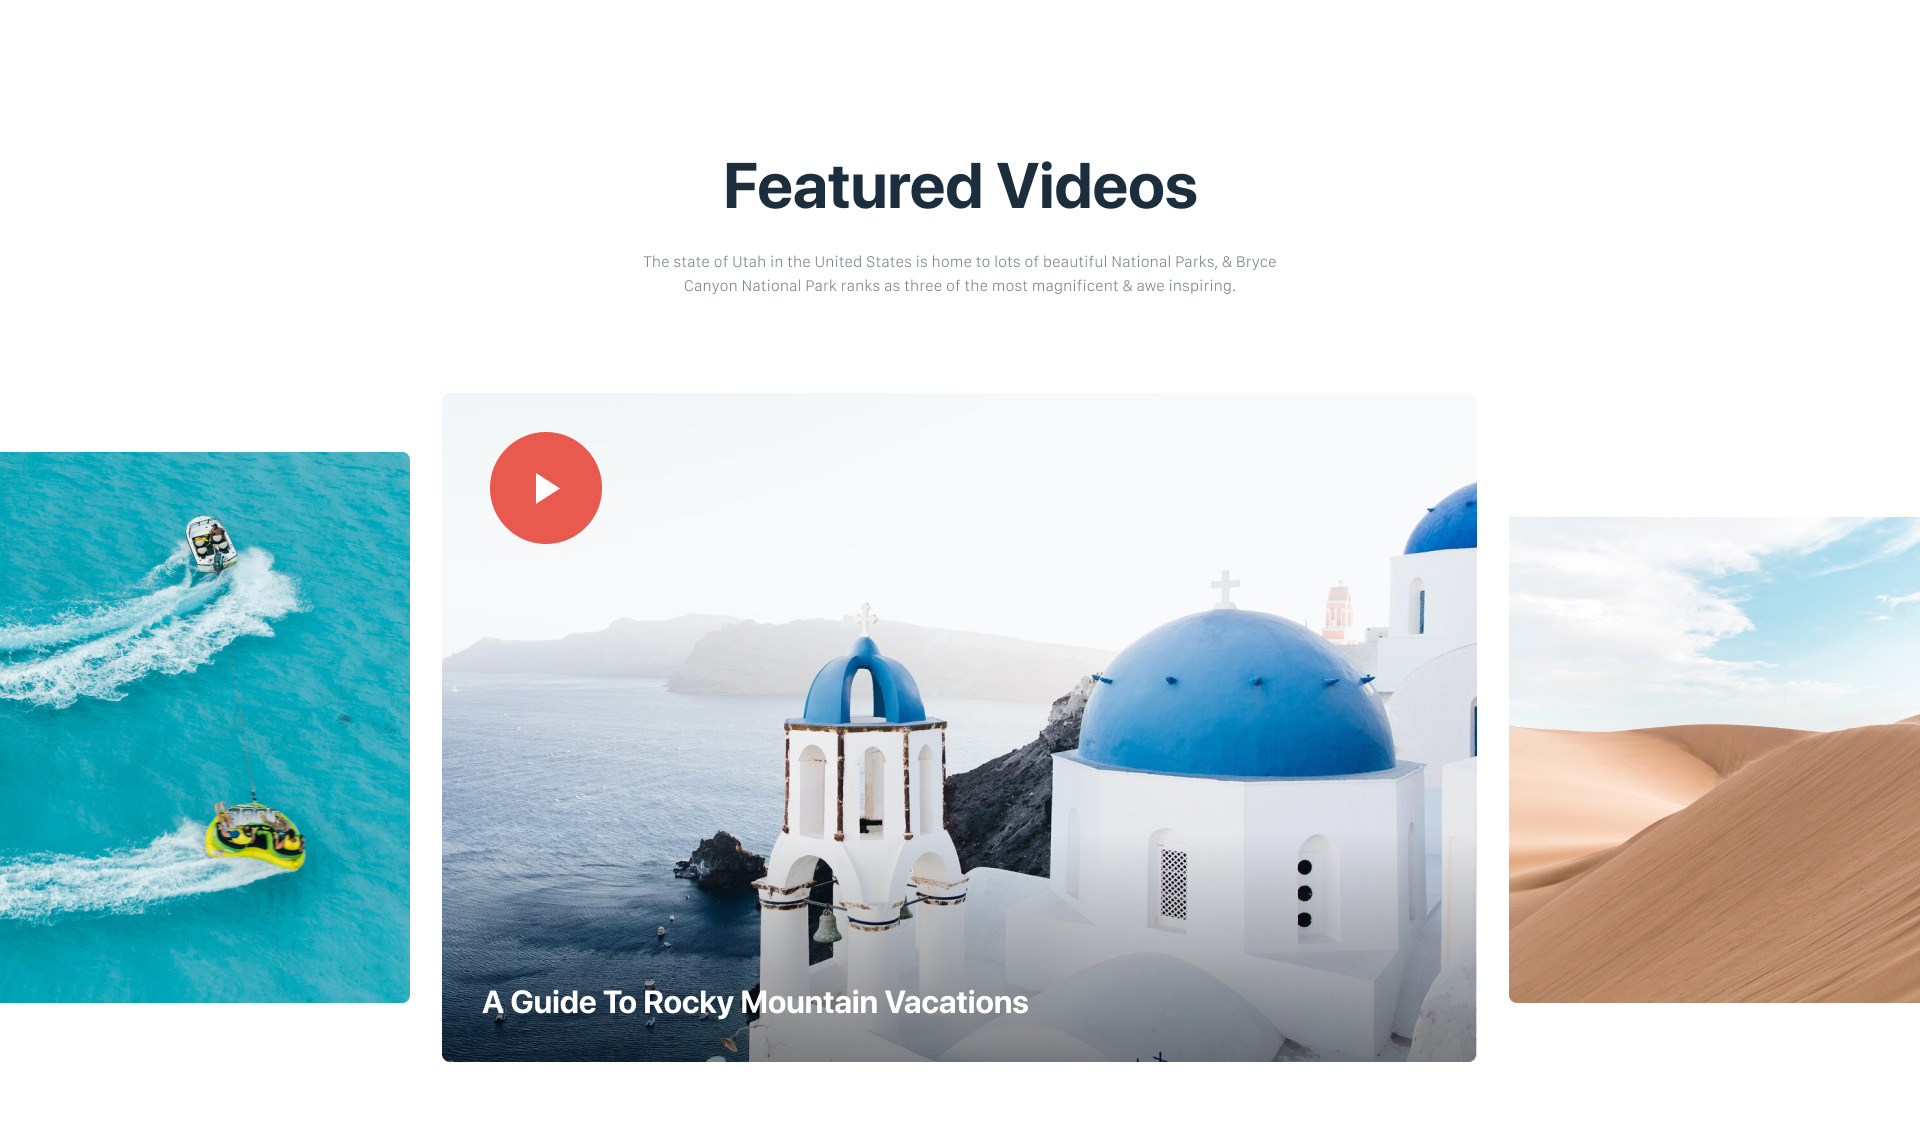 Featured Videos
The state of Utah in the United States is home to lots of beautiful National Parks, & Bryce
Canyon National Park ranks as three of the most magnificent & awe inspiring.
A Guide To Rocky Mountain Vacations